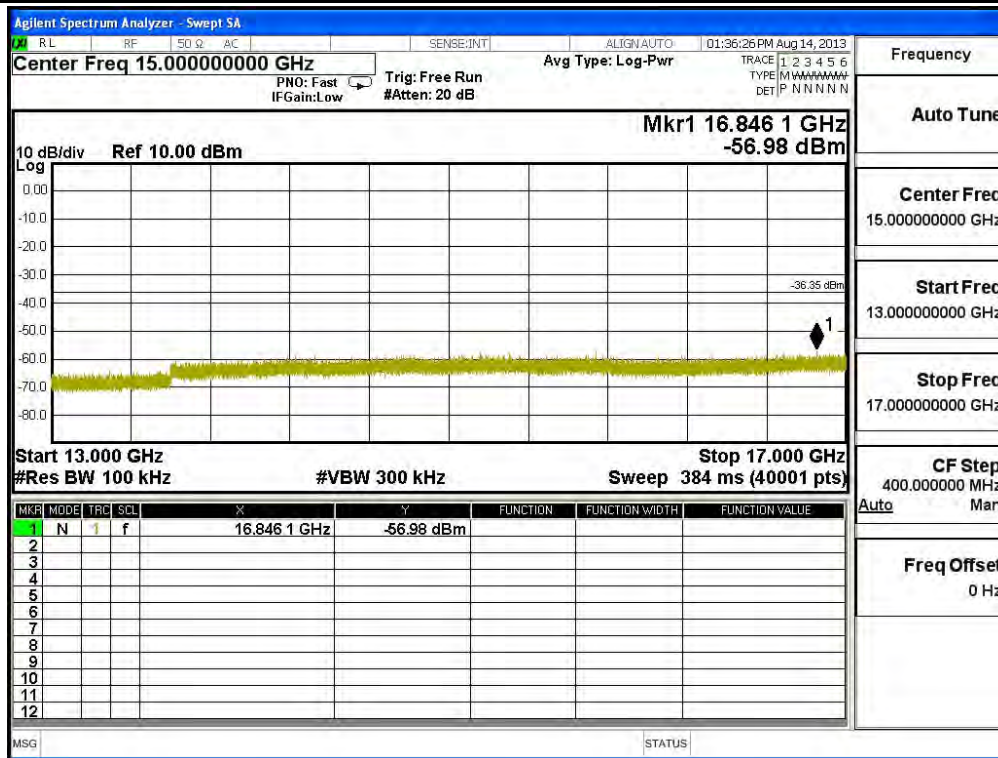 Agilent Spectrum Analyzer - Swept SA
RL RF 50 Ω AC SENSE:INT ALIGNAUTO 01:36:26 PM Aug 14, 2013
Center Freq 15.000000000 GHz
Avg Type: Log-Pwr
TRACE 1 2 3 4 5 6
PNO: Fast
Trig: Free Run
TYPE M WWWWW
IFGain:Low
#Atten: 20 dB
DET P N N N N N
Mkr1 16.846 1 GHz
-56.98 dBm
10 dB/div Ref 10.00 dBm
Log
0.00
-10.0
-20.0
-30.0
-36.35 dBm
-40.0
-50.0
1
-60.0
-70.0
-80.0
Start 13.000 GHz Stop 17.000 GHz
#Res BW 100 kHz #VBW 300 kHz Sweep 384 ms (40001 pts)
MKR MODE TRC SCL X Y FUNCTION FUNCTION WIDTH FUNCTION VALUE
1 N 1 f 16.846 1 GHz -56.98 dBm
2
3
4
5
6
7
8
9
10
11
12
MSG STATUS
Frequency
Auto Tune
Center Freq
15.000000000 GHz
Start Freq
13.000000000 GHz
Stop Freq
17.000000000 GHz
CF Step
400.000000 MHz
Auto Man
Freq Offset
0 Hz